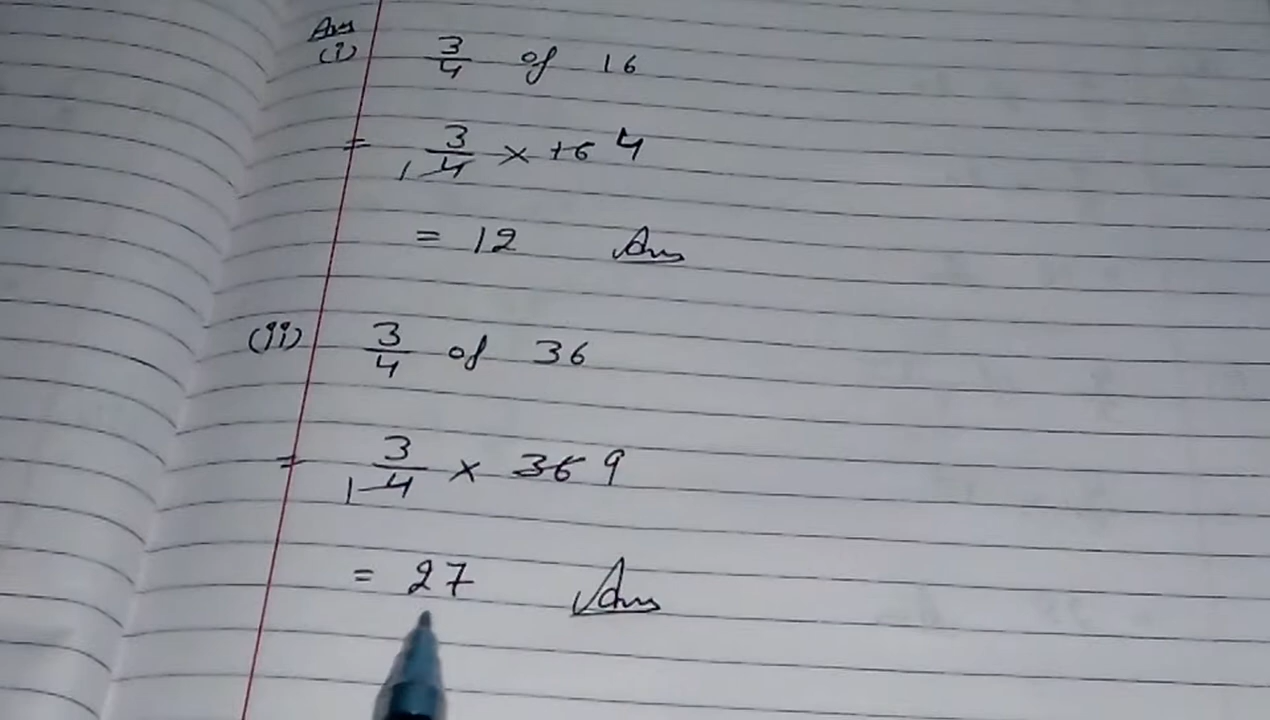 Ans
(i) 3/4 of 16
= 1 3/4 × 16 4
= 12 Ans
(ii) 3/4 of 36
= 1 3/4 × 36 9
= 27 Ans